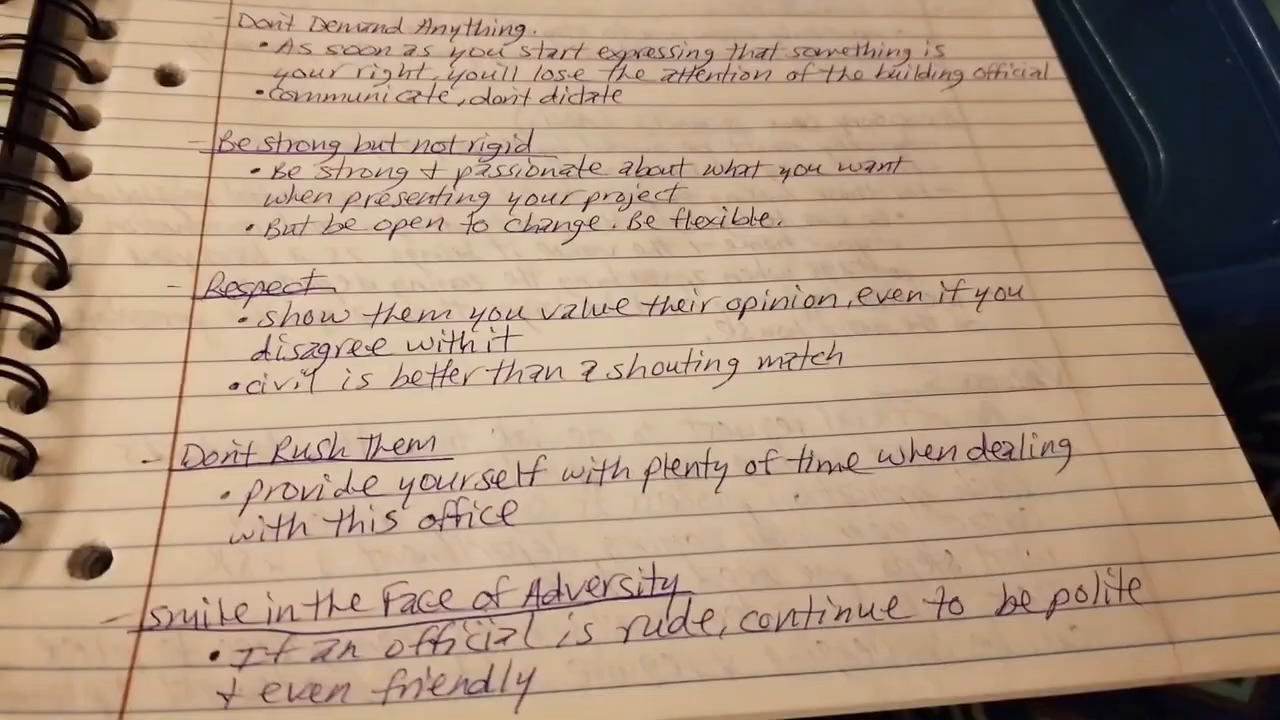 - Don't Demand Anything.
• As soon as you start expressing that something is
your right, you'll lose the attention of the building official
• communicate, don't dictate
- Be strong but not rigid
• Be strong & passionate about what you want
when presenting your project
• But be open to change. Be flexible.
- Respect
• show them you value their opinion, even if you
disagree with it
• civil is better than a shouting match
- Don't Rush Them
• provide yourself with plenty of time when dealing
with this office
- Smile in the Face of Adversity
• If an official is rude, continue to be polite
& even friendly